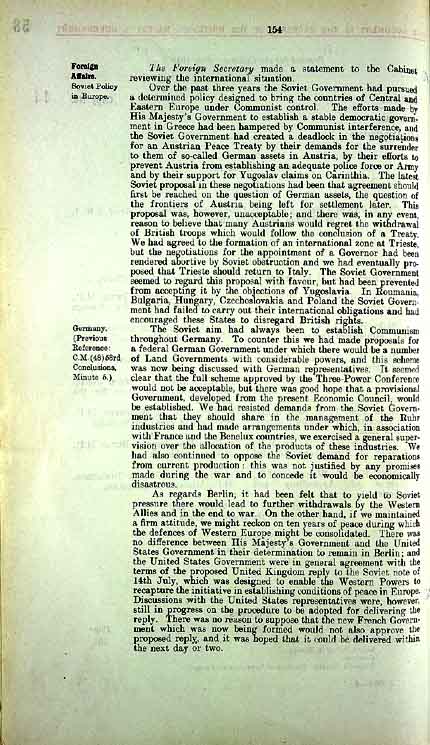 154
Foreign
Affairs.
Soviet Policy
in Europe.
The Foreign Secretary made a statement to the Cabinet
reviewing the international situation.
Over the past three years the Soviet Government had pursued
a determined policy designed to bring the countries of Central and
Eastern Europe under Communist control. The efforts made by
His Majesty's Government to establish a stable democratic govern-
ment in Greece had been hampered by Communist interference, and
the Soviet Government had created a deadlock in the negotiations
for an Austrian Peace Treaty by their demands for the surrender
to them of so-called German assets in Austria, by their efforts to
prevent Austria from establishing an adequate police force or Army
and by their support for Yugoslav claims on Carinthia. The latest
Soviet proposal in these negotiations had been that agreement should
first be reached on the question of German assets, the question of
the frontiers of Austria being left for settlement later. This
proposal was, however, unacceptable; and there was, in any event,
reason to believe that many Austrians would regret the withdrawal
of British troops which would follow the conclusion of a Treaty.
We had agreed to the formation of an international zone at Trieste,
but the negotiations for the appointment of a Governor had been
rendered abortive by Soviet obstruction and we had eventually pro-
posed that Trieste should return to Italy. The Soviet Government
seemed to regard this proposal with favour, but had been prevented
from accepting it by the objections of Yugoslavia. In Roumania,
Bulgaria, Hungary, Czechoslovakia and Poland the Soviet Govern-
ment had failed to carry out their international obligations and had
encouraged these States to disregard British rights.
Germany.
(Previous
Reference:
C.M.(48)53rd
Conclusions,
Minute 5.)
The Soviet aim had always been to establish Communism
throughout Germany. To counter this we had made proposals for
a federal German Government under which there would be a number
of Land Governments with considerable powers, and this scheme
was now being discussed with German representatives. It seemed
clear that the full scheme approved by the Three-Power Conference
would not be acceptable, but there was good hope that a provisional
Government, developed from the present Economic Council, would
be established. We had resisted demands from the Soviet Govern-
ment that they should share in the management of the Ruhr
industries and had made arrangements under which, in association
with France and the Benelux countries, we exercised a general super-
vision over the allocation of the products of these industries. We
had also continued to oppose the Soviet demand for reparations
from current production: this was not justified by any promises
made during the war and to concede it would be economically
disastrous.
As regards Berlin, it had been felt that to yield to Soviet
pressure there would lead to further withdrawals by the Western
Allies and in the end to war. On the other hand, if we maintained
a firm attitude, we might reckon on ten years of peace during which
the defences of Western Europe might be consolidated. There was
no difference between His Majesty's Government and the United
States Government in their determination to remain in Berlin; and
the United States Government were in general agreement with the
terms of the proposed United Kingdom reply to the Soviet note of
14th July, which was designed to enable the Western Powers to
recapture the initiative in establishing conditions of peace in Europe.
Discussions with the United States representatives were, however,
still in progress on the procedure to be adopted for delivering the
reply. There was no reason to suppose that the new French Govern-
ment which was now being formed would not also approve the
proposed reply, and it was hoped that it could be delivered within
the next day or two.